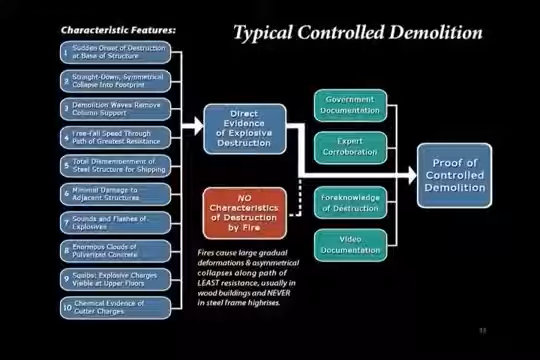 Characteristic Features:
Typical Controlled Demolition
1 Sudden Onset of Destruction
at Base of Structure
2 Straight-Down, Symmetrical
Collapse Into Footprint
3 Demolition Waves Remove
Column Support
4 Free-Fall Speed Through
Path of Greatest Resistance
5 Total Dismemberment of
Steel Structure for Shipping
6 Minimal Damage to
Adjacent Structures
7 Sounds and Flashes of
Explosives
8 Enormous Clouds of
Pulverized Concrete
9 Squibs: Explosive Charges
Visible at Upper Floors
10 Chemical Evidence of
Cutter Charges
Direct
Evidence
of Explosive
Destruction
NO
Characteristics
of Destruction
by Fire
Fires cause large gradual
deformations & asymmetrical
collapses along path of
LEAST resistance, usually in
wood buildings and NEVER
in steel frame highrises.
Government
Documentation
Expert
Corroboration
Foreknowledge
of Destruction
Video
Documentation
Proof of
Controlled
Demolition